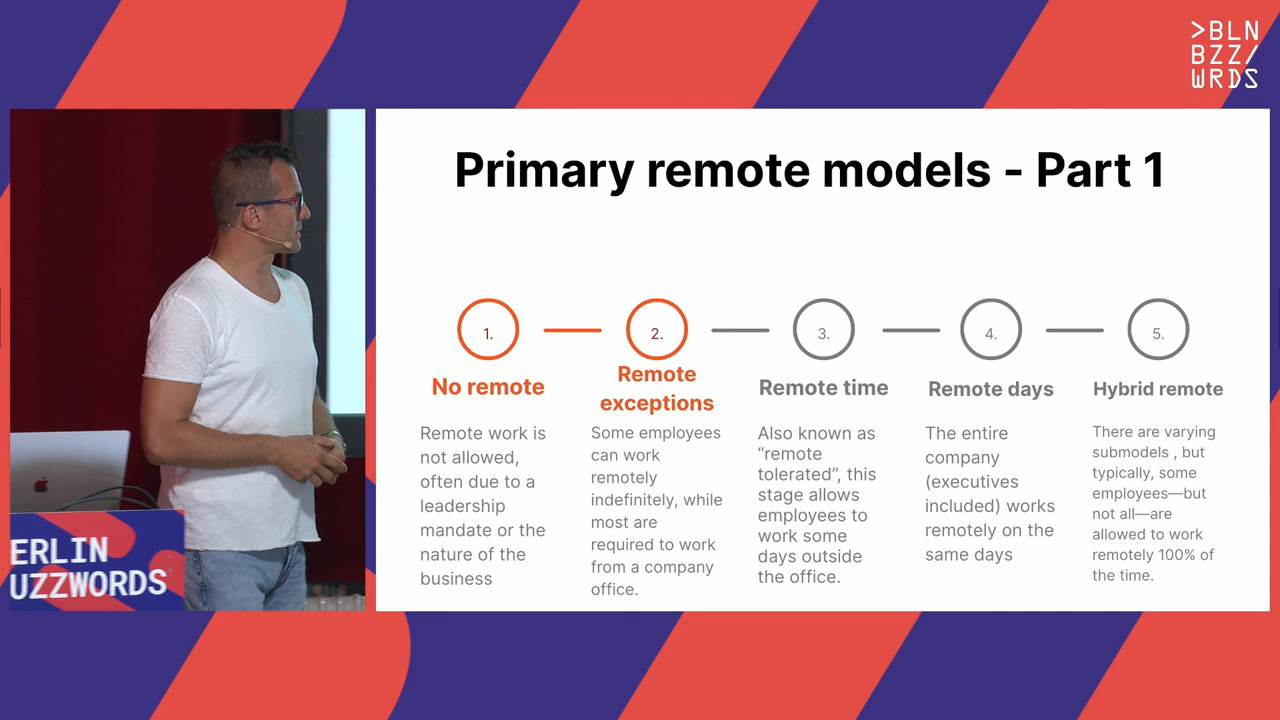 >BLN
BZZ/
WRDS
Primary remote models - Part 1
1.
2.
3.
4.
5.
No remote
Remote
exceptions
Remote time
Remote days
Hybrid remote
Remote work is
not allowed,
often due to a
leadership
mandate or the
nature of the
business
Some employees
can work
remotely
indefinitely, while
most are
required to work
from a company
office.
Also known as
“remote
tolerated”, this
stage allows
employees to
work some
days outside
the office.
The entire
company
(executives
included) works
remotely on the
same days
There are varying
submodels , but
typically, some
employees—but
not all—are
allowed to work
remotely 100% of
the time.
ERLIN
UZZWORDS